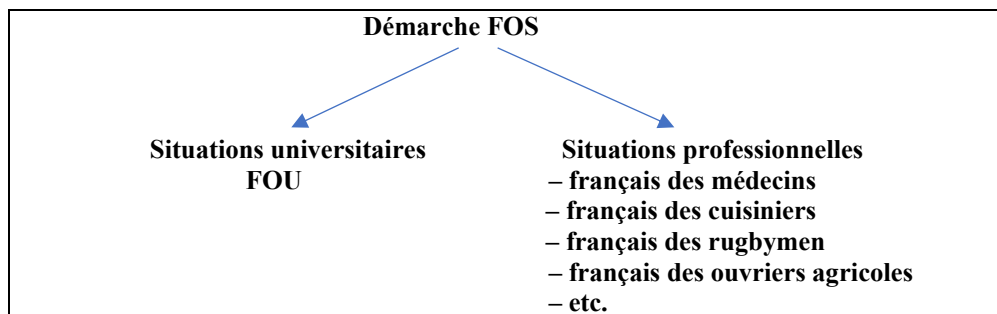 Démarche FOS
Situations universitaires
FOU
Situations professionnelles
– français des médecins
– français des cuisiniers
– français des rugbymen
– français des ouvriers agricoles
– etc.